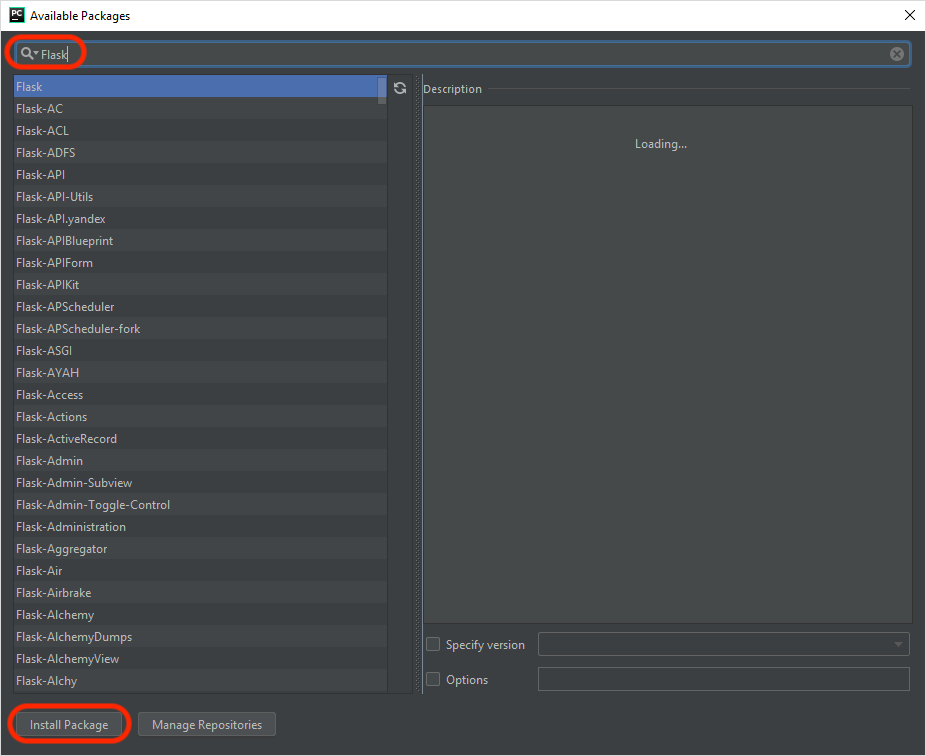 PC Available Packages
Flask
Flask
Flask-AC
Flask-ACL
Flask-ADFS
Flask-API
Flask-API-Utils
Flask-API.yandex
Flask-APIBlueprint
Flask-APIForm
Flask-APIKit
Flask-APScheduler
Flask-APScheduler-fork
Flask-ASGI
Flask-AYAH
Flask-Access
Flask-Actions
Flask-ActiveRecord
Flask-Admin
Flask-Admin-Subview
Flask-Admin-Toggle-Control
Flask-Administration
Flask-Aggregator
Flask-Air
Flask-Airbrake
Flask-Alchemy
Flask-AlchemyDumps
Flask-AlchemyView
Flask-Alchy
Description
Loading...
Specify version
Options
Install Package
Manage Repositories